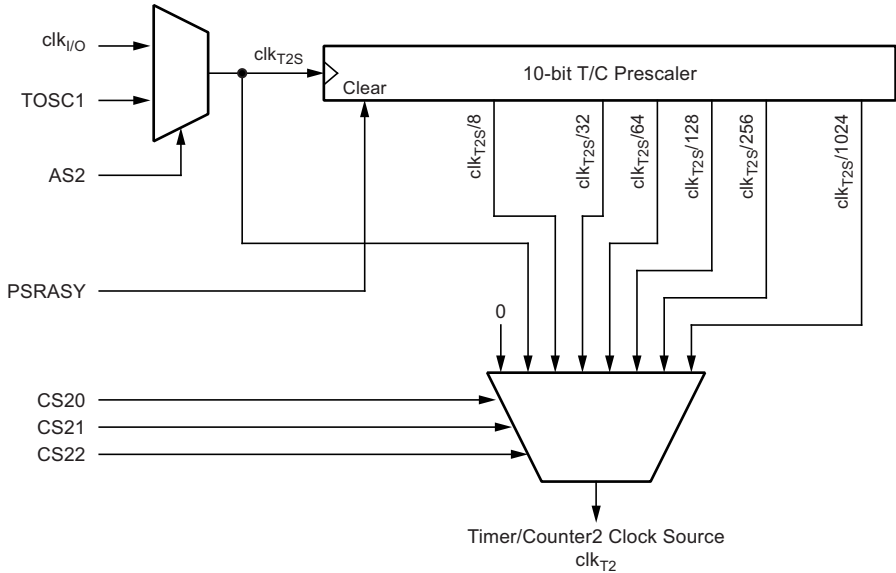 clkI/O
clkT2S
10-bit T/C Prescaler
Clear
TOSC1
clkT2S/8
clkT2S/32
clkT2S/64
clkT2S/128
clkT2S/256
clkT2S/1024
AS2
PSRASY
0
CS20
CS21
CS22
Timer/Counter2 Clock Source
clkT2